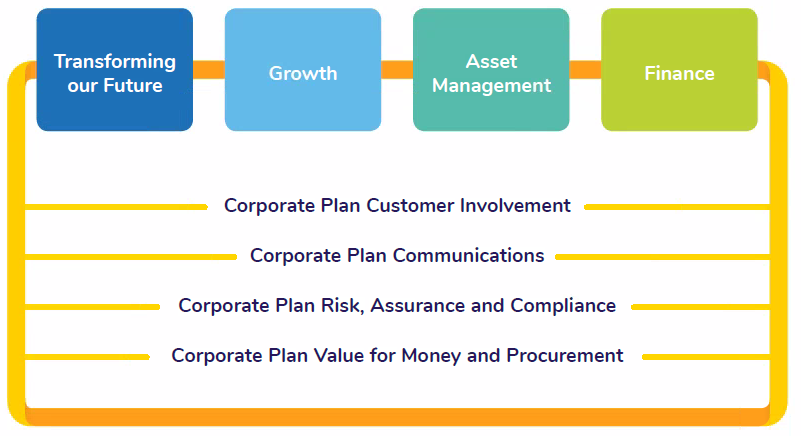 Transforming
our Future
Growth
Asset
Management
Finance
Corporate Plan Customer Involvement
Corporate Plan Communications
Corporate Plan Risk, Assurance and Compliance
Corporate Plan Value for Money and Procurement